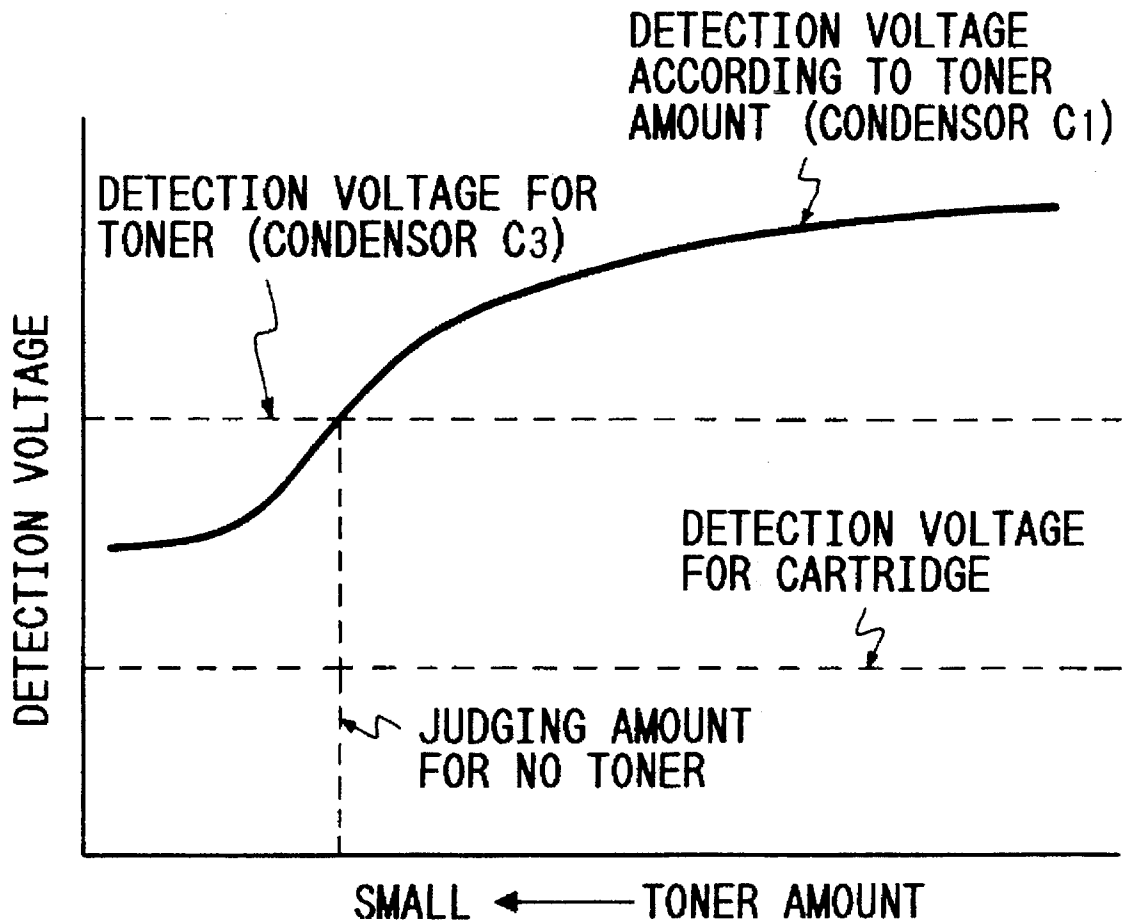 DETECTION VOLTAGE
ACCORDING TO TONER
AMOUNT (CONDENSOR C1)
DETECTION VOLTAGE FOR
TONER (CONDENSOR C3)
DETECTION VOLTAGE
DETECTION VOLTAGE
FOR CARTRIDGE
JUDGING AMOUNT
FOR NO TONER
SMALL ← TONER AMOUNT